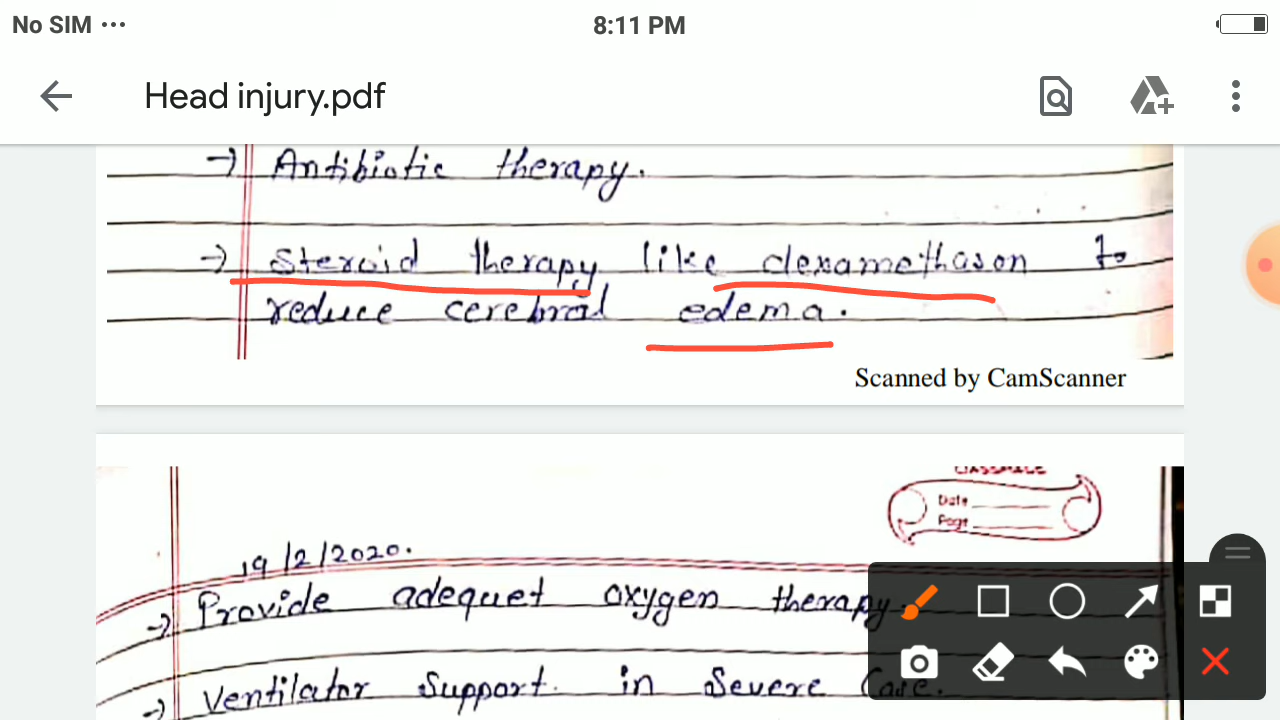 No SIM ...
8:11 PM
Head injury.pdf
→ Antibiotic therapy.
→ Steroid therapy like dexamethason to
reduce cerebral edema.
Scanned by CamScanner
CLASSMATE
Date
Page
19/2/2020.
→ Provide adequet oxygen therapy.
→ Ventilator Support. in Severe Case.